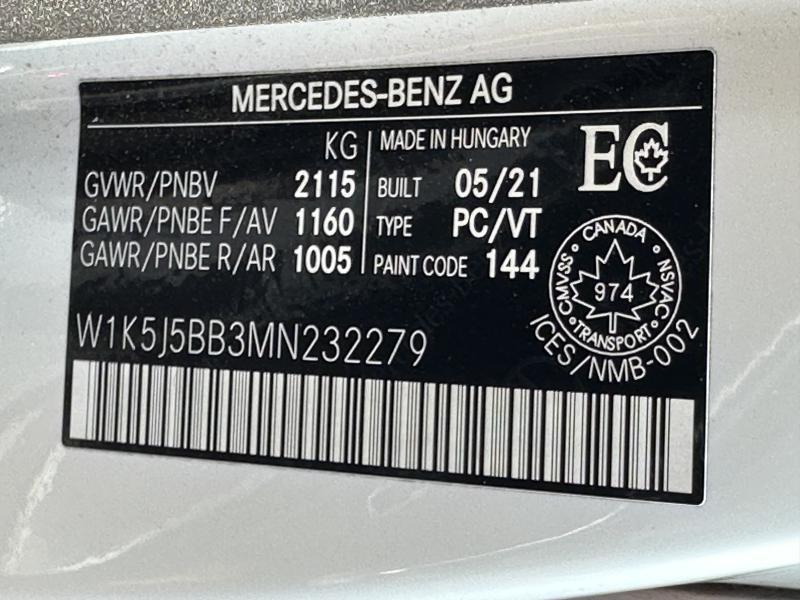 MERCEDES-BENZ AG
KG
GVWR/PNBV 2115
GAWR/PNBE F/AV 1160
GAWR/PNBE R/AR 1005
MADE IN HUNGARY
BUILT 05/21
TYPE PC/VT
PAINT CODE 144
EC
CANADA
CMVSS • NSVAC
974
TRANSPORT
ICES/NMB-002
W1K5J5BB3MN232279